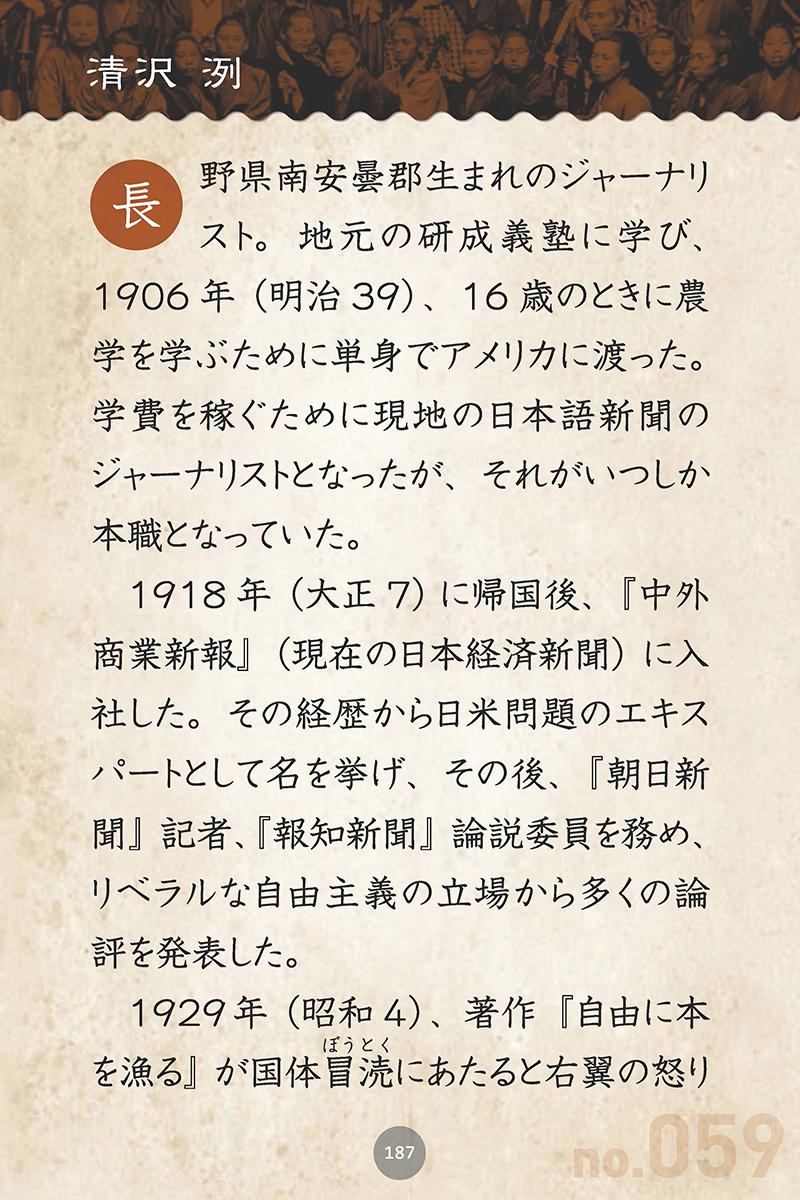 清沢 洌
長野県南安曇郡生まれのジャーナリ
スト。地元の研成義塾に学び、
1906年（明治39）、16歳のときに農
学を学ぶために単身でアメリカに渡った。
学費を稼ぐために現地の日本語新聞の
ジャーナリストとなったが、それがいつしか
本職となっていた。
1918年（大正7）に帰国後、『中外
商業新報』（現在の日本経済新聞）に入
社した。その経歴から日米問題のエキス
パートとして名を挙げ、その後、『朝日新
聞』記者、『報知新聞』論説委員を務め、
リベラルな自由主義の立場から多くの論
評を発表した。
1929年（昭和4）、著作『自由に本
ぼうとく
を漁る』が国体冒涜にあたると右翼の怒り
187
no.059